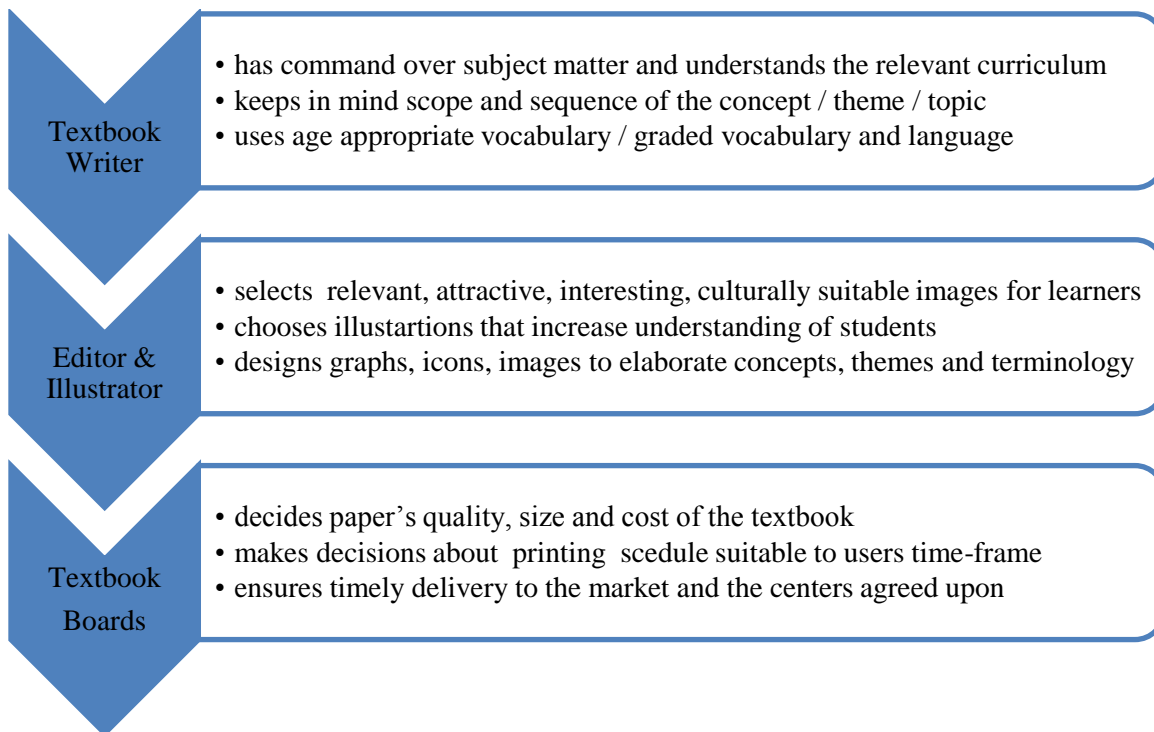 Textbook
Writer
• has command over subject matter and understands the relevant curriculum
• keeps in mind scope and sequence of the concept / theme / topic
• uses age appropriate vocabulary / graded vocabulary and language
Editor &
Illustrator
• selects relevant, attractive, interesting, culturally suitable images for learners
• chooses illustartions that increase understanding of students
• designs graphs, icons, images to elaborate concepts, themes and terminology
Textbook
Boards
• decides paper’s quality, size and cost of the textbook
• makes decisions about printing scedule suitable to users time-frame
• ensures timely delivery to the market and the centers agreed upon